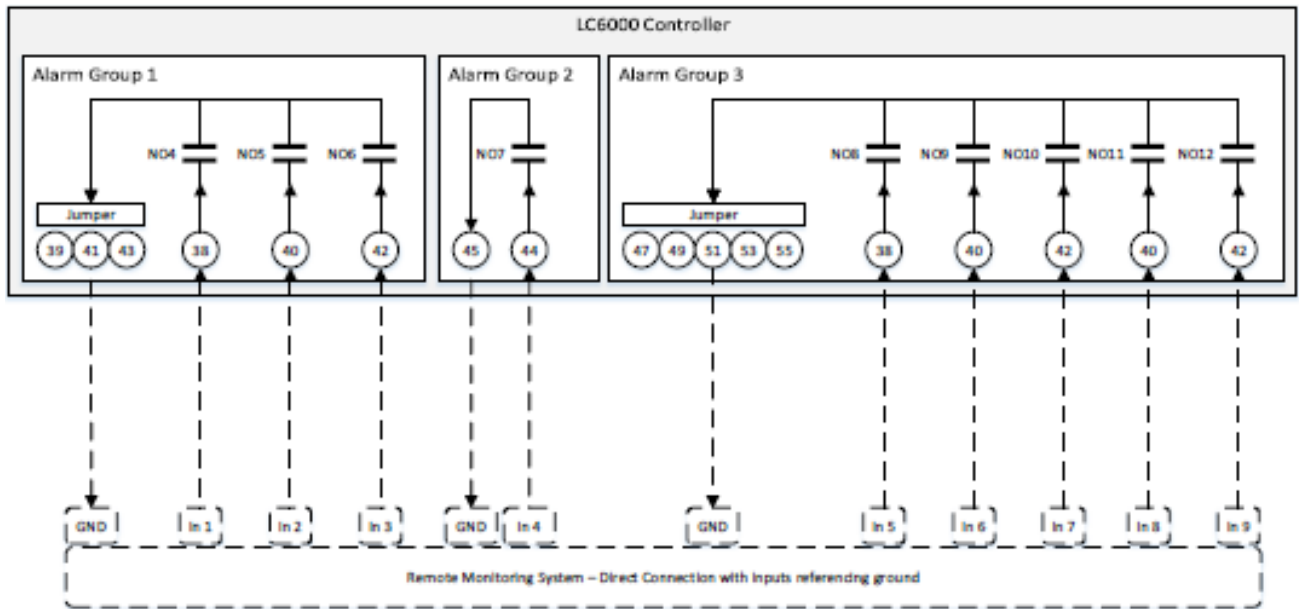 LC6000 Controller
Alarm Group 1
Alarm Group 2
Alarm Group 3
NO4 NO5 NO6 NO7 NO8 NO9 NO10 NO11 NO12
Jumper Jumper
39 41 43 38 40 42 45 44 47 49 51 53 55 38 40 42 40 42
GND In 1 In 2 In 3 GND In 4 GND In 5 In 6 In 7 In 8 In 9
Remote Monitoring System – Direct Connection with inputs referencing ground